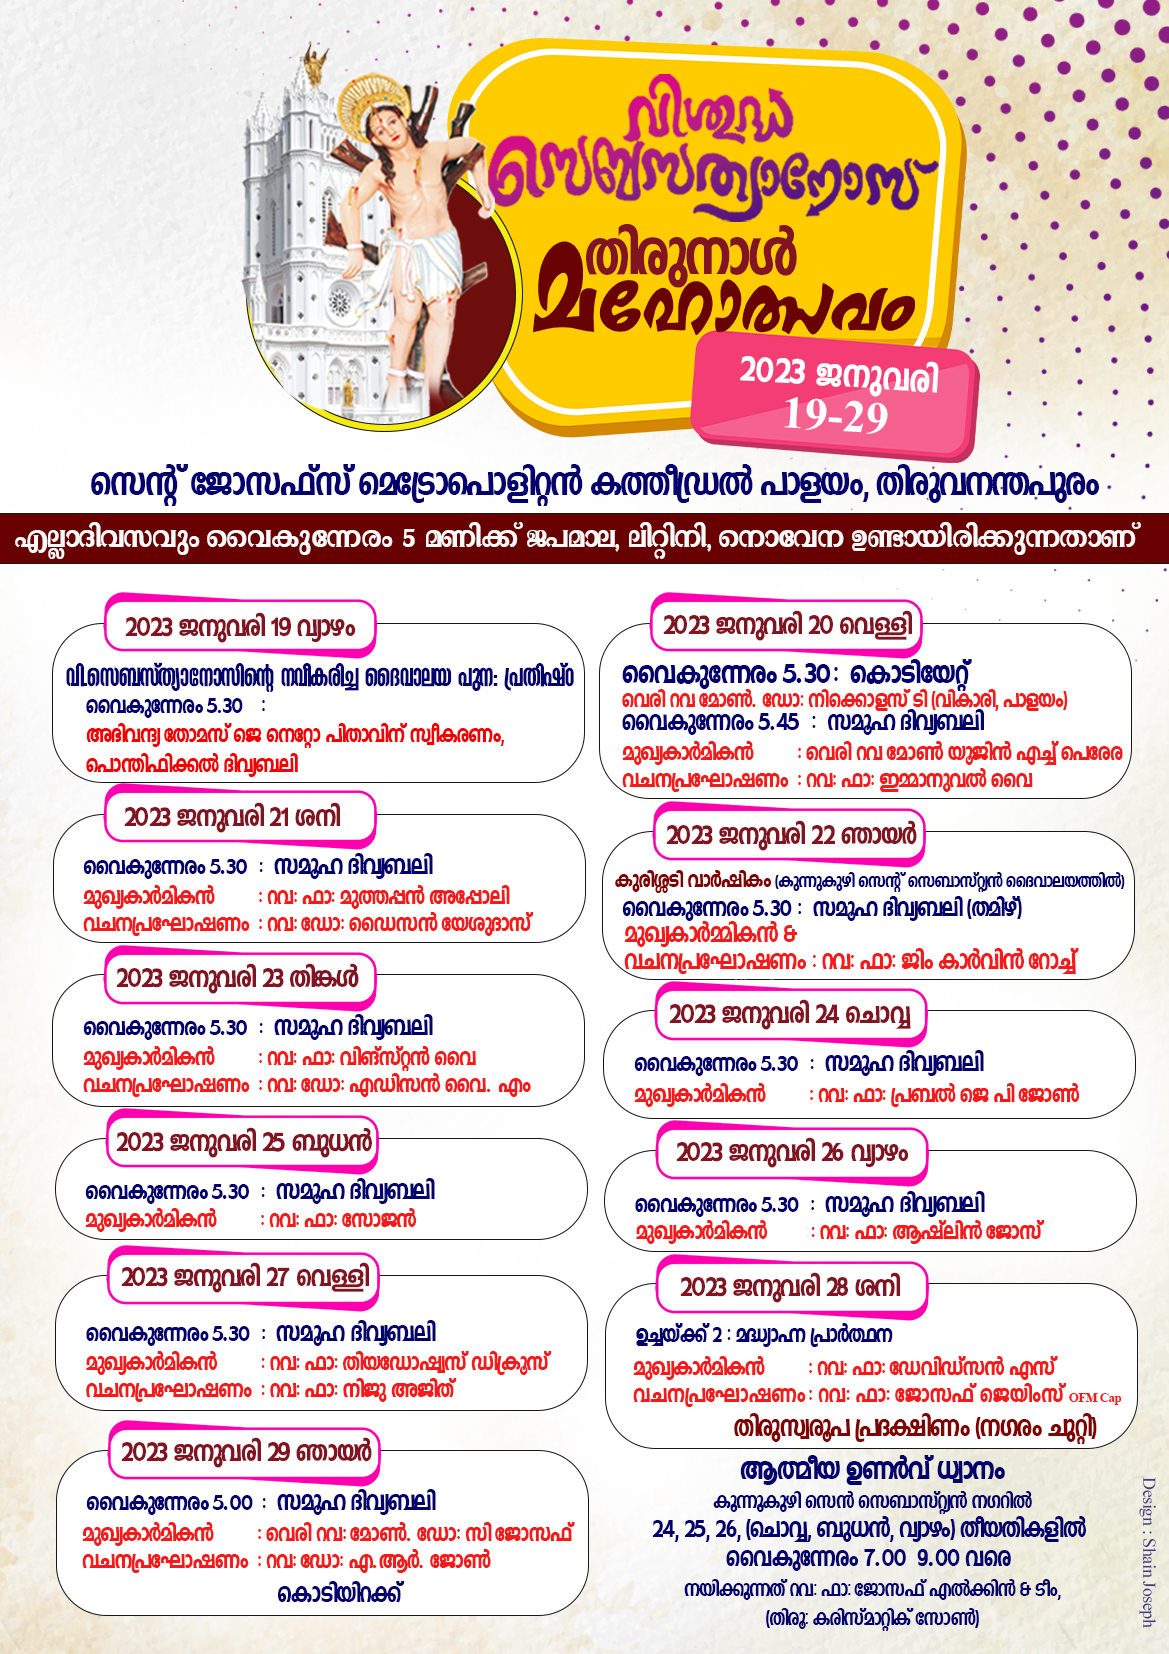 വിശുദ്ധ
സെബസത്യാനോസ്
തിരുനാൾ
മഹോത്സവം
2023 ജനുവരി
19-29
സെന്റ് ജോസഫ്സ് മെട്രോപൊളിറ്റൻ കത്തീഡ്രൽ പാളയം, തിരുവനന്തപുരം
എല്ലാദിവസവും വൈകുന്നേരം 5 മണിക്ക് ജപമാല, ലിറ്റിനി, നൊവേന ഉണ്ടായിരിക്കുന്നതാണ്
2023 ജനുവരി 19 വ്യാഴം
വി.സെബസ്ത്യാനോസിന്റെ നവീകരിച്ച ദൈവാലയ പുന: പ്രതിഷ്ഠ
വൈകുന്നേരം 5.30 :
അഭിവന്ദ്യ തോമസ് ജെ നെറ്റോ പിതാവിന് സ്വീകരണം,
പൊന്തിഫിക്കൽ ദിവ്യബലി
2023 ജനുവരി 20 വെള്ളി
വൈകുന്നേരം 5.30 : കൊടിയേറ്റ്
വെരി റവ മോൺ. ഡോ: നിക്കൊളസ് ടി (വികാരി, പാളയം)
വൈകുന്നേരം 5.45 : സമൂഹ ദിവ്യബലി
മുഖ്യകാർമികൻ : വെരി റവ മോൺ യൂജിൻ എച്ച് പെരേര
വചനപ്രഘോഷണം : റവ: ഫാ: ഇമ്മാനുവൽ വൈ
2023 ജനുവരി 21 ശനി
വൈകുന്നേരം 5.30 : സമൂഹ ദിവ്യബലി
മുഖ്യകാർമികൻ : റവ: ഫാ: മുത്തപ്പൻ അപ്പോലി
വചനപ്രഘോഷണം : റവ: ഡോ: ഡൈസൻ യേശുദാസ്
2023 ജനുവരി 22 ഞായർ
കുരിശ്ശടി വാർഷികം (കുന്നുകുഴി സെന്റ് സെബാസ്റ്റ്യൻ ദൈവാലയത്തിൽ)
വൈകുന്നേരം 5.30 : സമൂഹ ദിവ്യബലി (തമിഴ്)
മുഖ്യകാർമ്മികൻ &
വചനപ്രഘോഷണം : റവ: ഫാ: ജിം കാർവിൻ റോച്ച്
2023 ജനുവരി 23 തിങ്കൾ
വൈകുന്നേരം 5.30 : സമൂഹ ദിവ്യബലി
മുഖ്യകാർമികൻ : റവ: ഫാ: വിങ്സ്റ്റൻ വൈ
വചനപ്രഘോഷണം : റവ: ഡോ: എഡിസൻ വൈ. എം
2023 ജനുവരി 24 ചൊവ്വ
വൈകുന്നേരം 5.30 : സമൂഹ ദിവ്യബലി
മുഖ്യകാർമികൻ : റവ: ഫാ: പ്രബൽ ജെ പി ജോൺ
2023 ജനുവരി 25 ബുധൻ
വൈകുന്നേരം 5.30 : സമൂഹ ദിവ്യബലി
മുഖ്യകാർമികൻ : റവ: ഫാ: സോജൻ
2023 ജനുവരി 26 വ്യാഴം
വൈകുന്നേരം 5.30 : സമൂഹ ദിവ്യബലി
മുഖ്യകാർമികൻ : റവ: ഫാ: ആഷ്ലിൻ ജോസ്
2023 ജനുവരി 27 വെള്ളി
വൈകുന്നേരം 5.30 : സമൂഹ ദിവ്യബലി
മുഖ്യകാർമികൻ : റവ: ഫാ: തിയഡോഷ്യസ് ഡിക്രൂസ്
വചനപ്രഘോഷണം : റവ: ഫാ: നിജു അജിത്
2023 ജനുവരി 28 ശനി
ഉച്ചയ്ക്ക് 2 : മദ്ധ്യാഹ്ന പ്രാർത്ഥന
മുഖ്യകാർമികൻ : റവ: ഫാ: ഡേവിഡ്സൻ എസ്
വചനപ്രഘോഷണം : റവ: ഫാ: ജോസഫ് ജെയിംസ് OFM Cap
തിരുസ്വരൂപ പ്രദക്ഷിണം (നഗരം ചുറ്റി)
2023 ജനുവരി 29 ഞായർ
വൈകുന്നേരം 5.00 : സമൂഹ ദിവ്യബലി
മുഖ്യകാർമികൻ : വെരി റവ: മോൺ. ഡോ: സി ജോസഫ്
വചനപ്രഘോഷണം : റവ: ഡോ: എ.ആർ. ജോൺ
കൊടിയിറക്ക്
ആത്മീയ ഉണർവ് ധ്യാനം
കുന്നുകുഴി സെൻ സെബാസ്റ്റ്യൻ നഗറിൽ
24, 25, 26, (ചൊവ്വ, ബുധൻ, വ്യാഴം) തീയതികളിൽ
വൈകുന്നേരം 7.00 9.00 വരെ
നയിക്കുന്നത് റവ: ഫാ: ജോസഫ് എൽക്കിൻ & ടീം,
(തിരു: കരിസ്മാറ്റിക് സോൺ)
Design : Shain Joseph